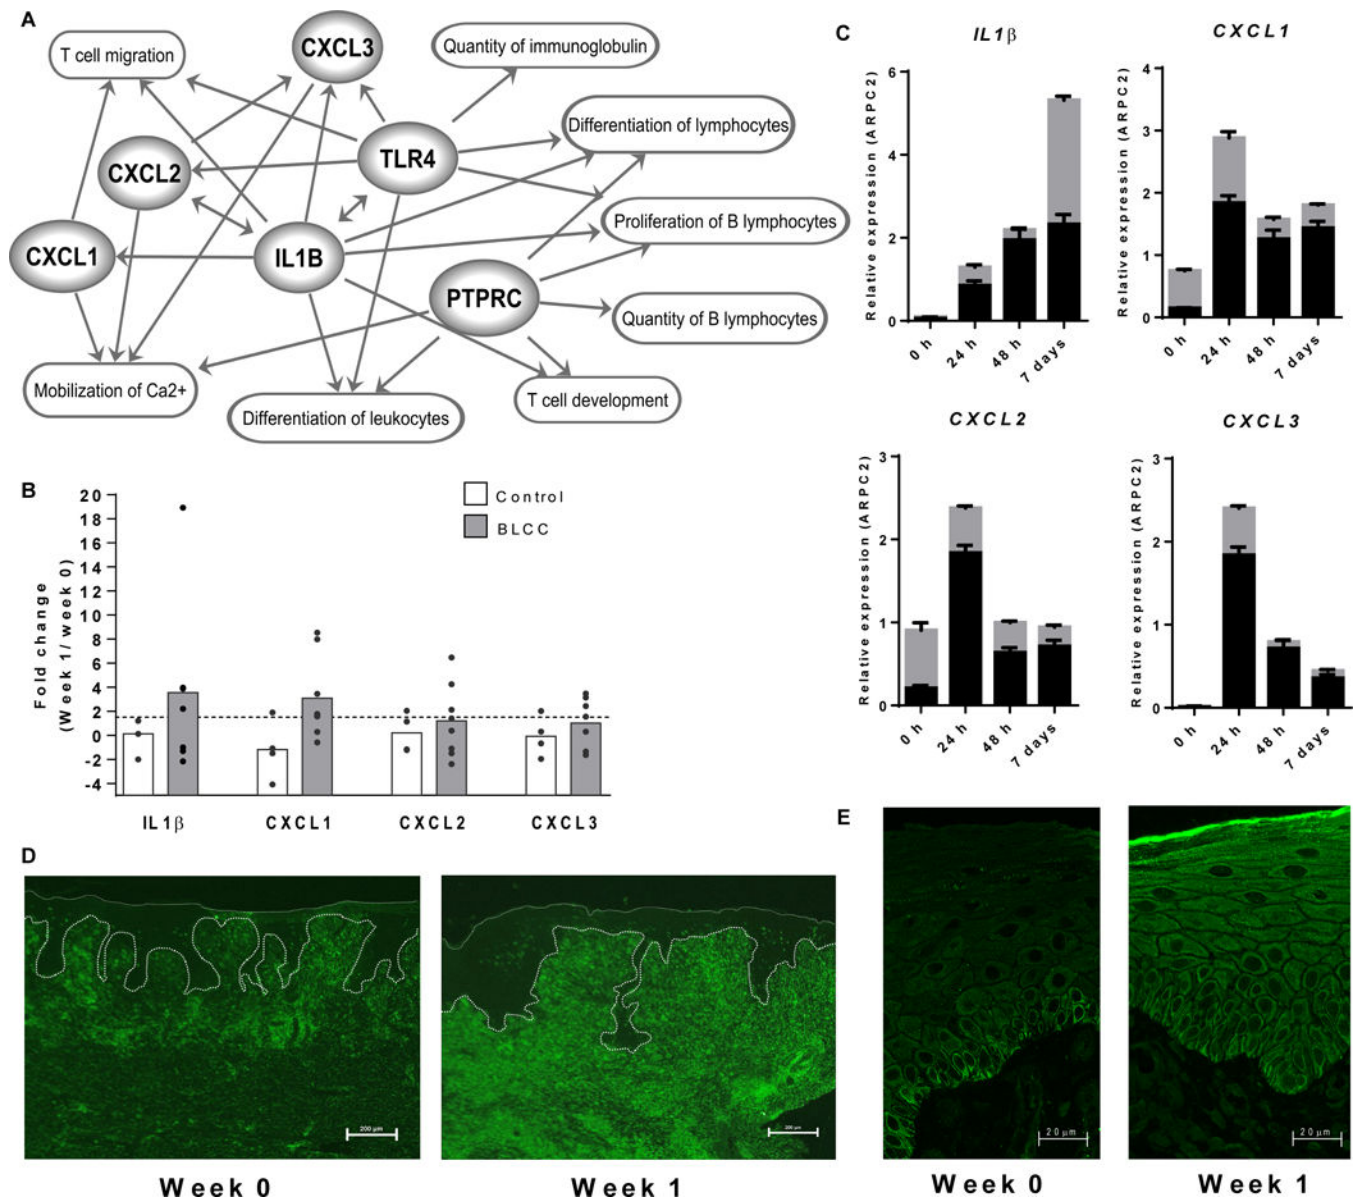 A
CXCL3
T cell migration
Quantity of immunoglobulin
Differentiation of lymphocytes
TLR4
CXCL2
Proliferation of B lymphocytes
CXCL1
IL1B
PTPRC
Quantity of B lymphocytes
Mobilization of Ca2+
Differentiation of leukocytes
T cell development
B
Fold change
(Week 1/week 0)
20
18
16
14
12
10
8
6
4
2
0
-2
-4
Control
BLCC
IL1β
CXCL1
CXCL2
CXCL3
C
IL1β
Relative expression (ARPC2)
6
4
2
0
0 h
24 h
48 h
7 days
CXCL1
Relative expression (ARPC2)
4
3
2
1
0
0 h
24 h
48 h
7 days
CXCL2
Relative expression (ARPC2)
3
2
1
0
0 h
24 h
48 h
7 days
CXCL3
Relative expression (ARPC2)
3
2
1
0
0 h
24 h
48 h
7 days
D
200 µm
200 µm
Week 0
Week 1
E
20 µm
20 µm
Week 0
Week 1